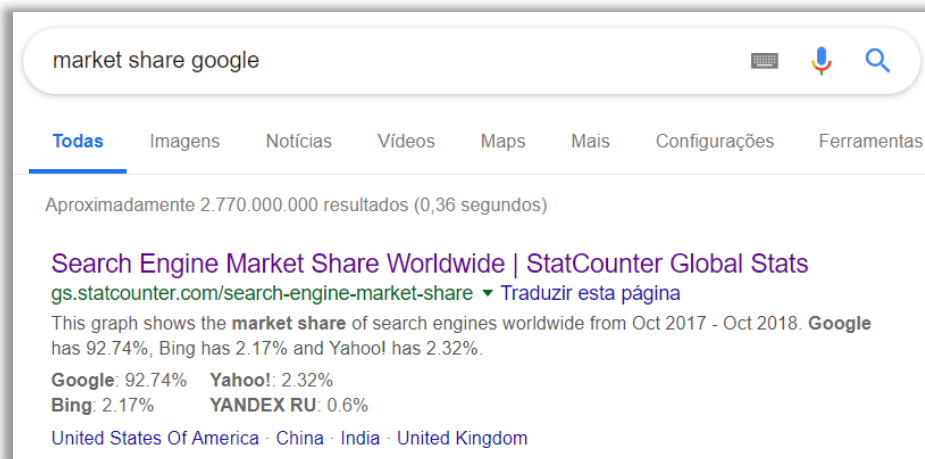 market share google
Todas Imagens Notícias Vídeos Maps Mais Configurações Ferramentas
Aproximadamente 2.770.000.000 resultados (0,36 segundos)
Search Engine Market Share Worldwide | StatCounter Global Stats
gs.statcounter.com/search-engine-market-share ▾ Traduzir esta página
This graph shows the market share of search engines worldwide from Oct 2017 - Oct 2018. Google
has 92.74%, Bing has 2.17% and Yahoo! has 2.32%.
Google: 92.74% Yahoo!: 2.32%
Bing: 2.17% YANDEX RU: 0.6%
United States Of America · China · India · United Kingdom